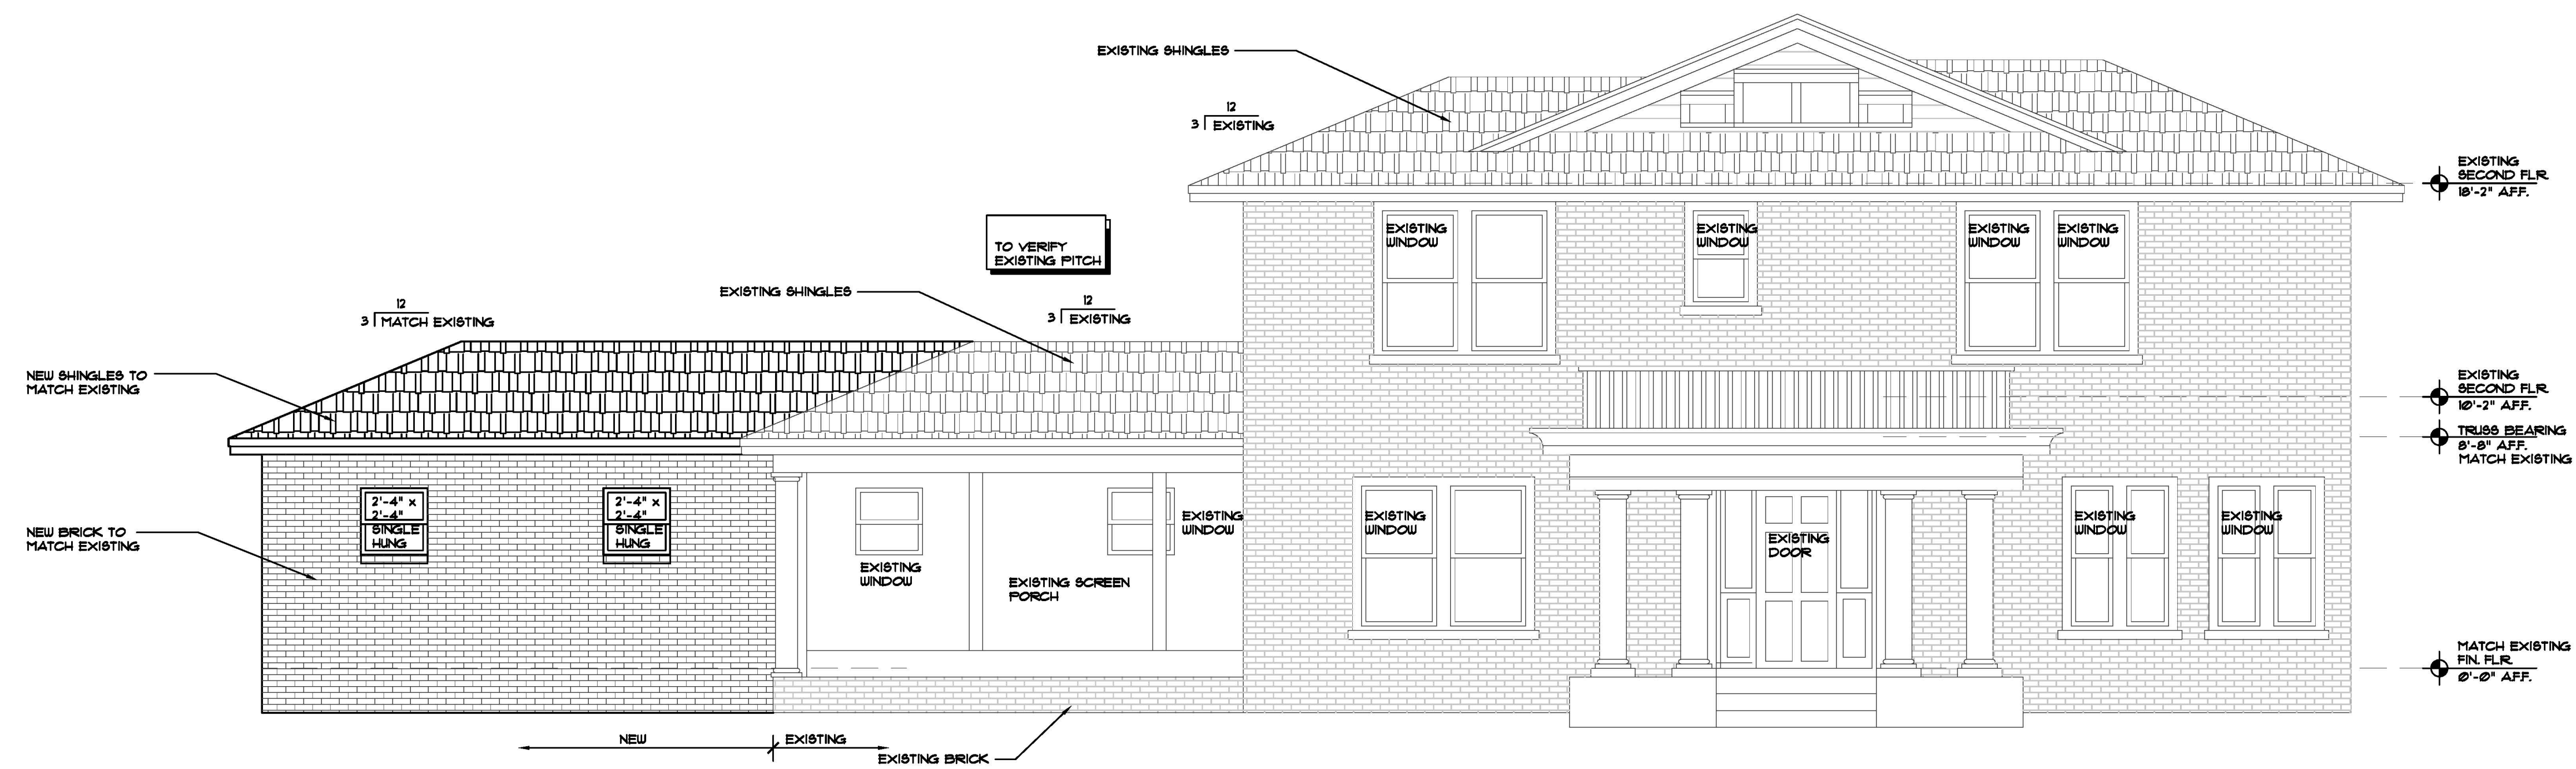 EXISTING SHINGLES
12
3 EXISTING
EXISTING
SECOND FLR.
18'-2" A.F.F.
TO VERIFY
EXISTING PITCH
EXISTING
WINDOW
EXISTING
WINDOW
EXISTING
WINDOW
EXISTING
WINDOW
EXISTING SHINGLES
12
3 MATCH EXISTING
12
3 EXISTING
NEW SHINGLES TO
MATCH EXISTING
EXISTING
SECOND FLR.
10'-2" A.F.F.
TRUSS BEARING
8'-8" A.F.F.
MATCH EXISTING
2'-4" x
2'-4"
SINGLE
HUNG
2'-4" x
2'-4"
SINGLE
HUNG
NEW BRICK TO
MATCH EXISTING
EXISTING
WINDOW
EXISTING SCREEN
PORCH
EXISTING
WINDOW
EXISTING
WINDOW
EXISTING
DOOR
EXISTING
WINDOW
EXISTING
WINDOW
MATCH EXISTING
FIN. FLR.
0'-0" A.F.F.
NEW
EXISTING
EXISTING BRICK